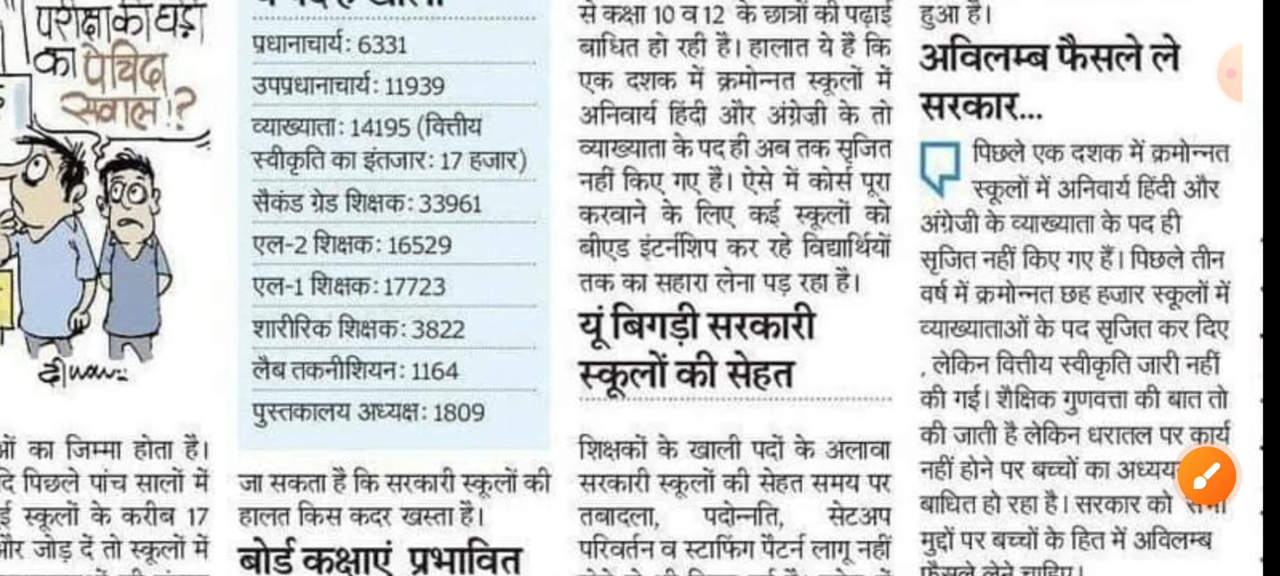 परीक्षा की घड़ी
का पेचिदा
सवाल!?
प्रधानाचार्य: 6331
उपप्रधानाचार्य: 11939
व्याख्याता: 14195 (वित्तीय
स्वीकृति का इंतजार: 17 हजार)
सैकंड ग्रेड शिक्षक: 33961
एल-2 शिक्षक: 16529
एल-1 शिक्षक: 17723
शारीरिक शिक्षक: 3822
लैब तकनीशियन: 1164
पुस्तकालय अध्यक्ष: 1809
ओं का जिम्मा होता है।
दि पिछले पांच सालों में
ई स्कूलों के करीब 17
और जोड़ दें तो स्कूलों में
जा सकता है कि सरकारी स्कूलों की
हालत किस कदर खस्ता है।
बोर्ड कक्षाएं प्रभावित
से कक्षा 10 व 12 के छात्रों की पढ़ाई
बाधित हो रही है। हालात ये है कि
एक दशक में क्रमोन्नत स्कूलों में
अनिवार्य हिंदी और अंग्रेजी के तो
व्याख्याता के पद ही अब तक सृजित
नहीं किए गए है। ऐसे में कोर्स पूरा
करवाने के लिए कई स्कूलों को
बीएड इंटर्नशिप कर रहे विद्यार्थियों
तक का सहारा लेना पड़ रहा है।
यूं बिगड़ी सरकारी
स्कूलों की सेहत
शिक्षकों के खाली पदों के अलावा
सरकारी स्कूलों की सेहत समय पर
तबादला, पदोन्नति, सेटअप
परिवर्तन व स्टाफिंग पैटर्न लागू नहीं
हुआ है।
अविलम्ब फैसले ले
सरकार...
पिछले एक दशक में क्रमोन्नत
स्कूलों में अनिवार्य हिंदी और
अंग्रेजी के व्याख्याता के पद ही
सृजित नहीं किए गए हैं। पिछले तीन
वर्ष में क्रमोन्नत छह हजार स्कूलों में
व्याख्याताओं के पद सृजित कर दिए
, लेकिन वित्तीय स्वीकृति जारी नहीं
की गई। शैक्षिक गुणवत्ता की बात तो
की जाती है लेकिन धरातल पर कार्य
नहीं होने पर बच्चों का अध्यय
बाधित हो रहा है। सरकार को
मुद्दों पर बच्चों के हित में अविलम्ब
फैसले लेने चाहिए।